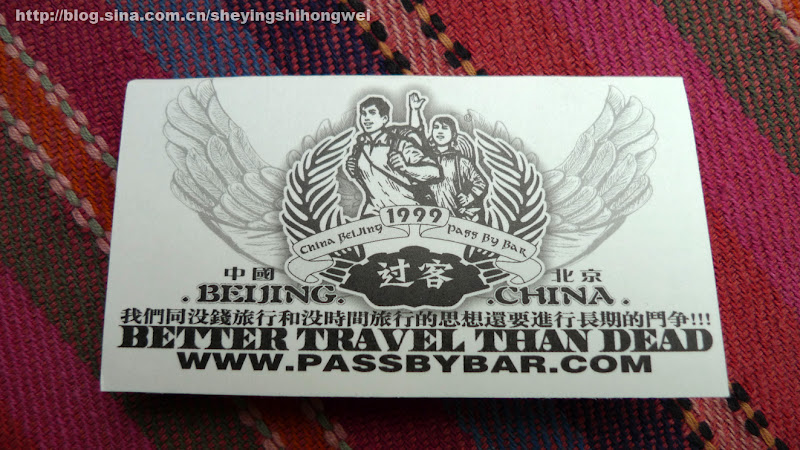 http://blog.sina.com.cn/sheyingshihongwei
1999
China Beijing Pass By Bar
过客
中國 北京
.BEIJING. .CHINA.
我們同没錢旅行和没時間旅行的思想還要進行長期的鬥争!!!
BETTER TRAVEL THAN DEAD
WWW.PASSBYBAR.COM